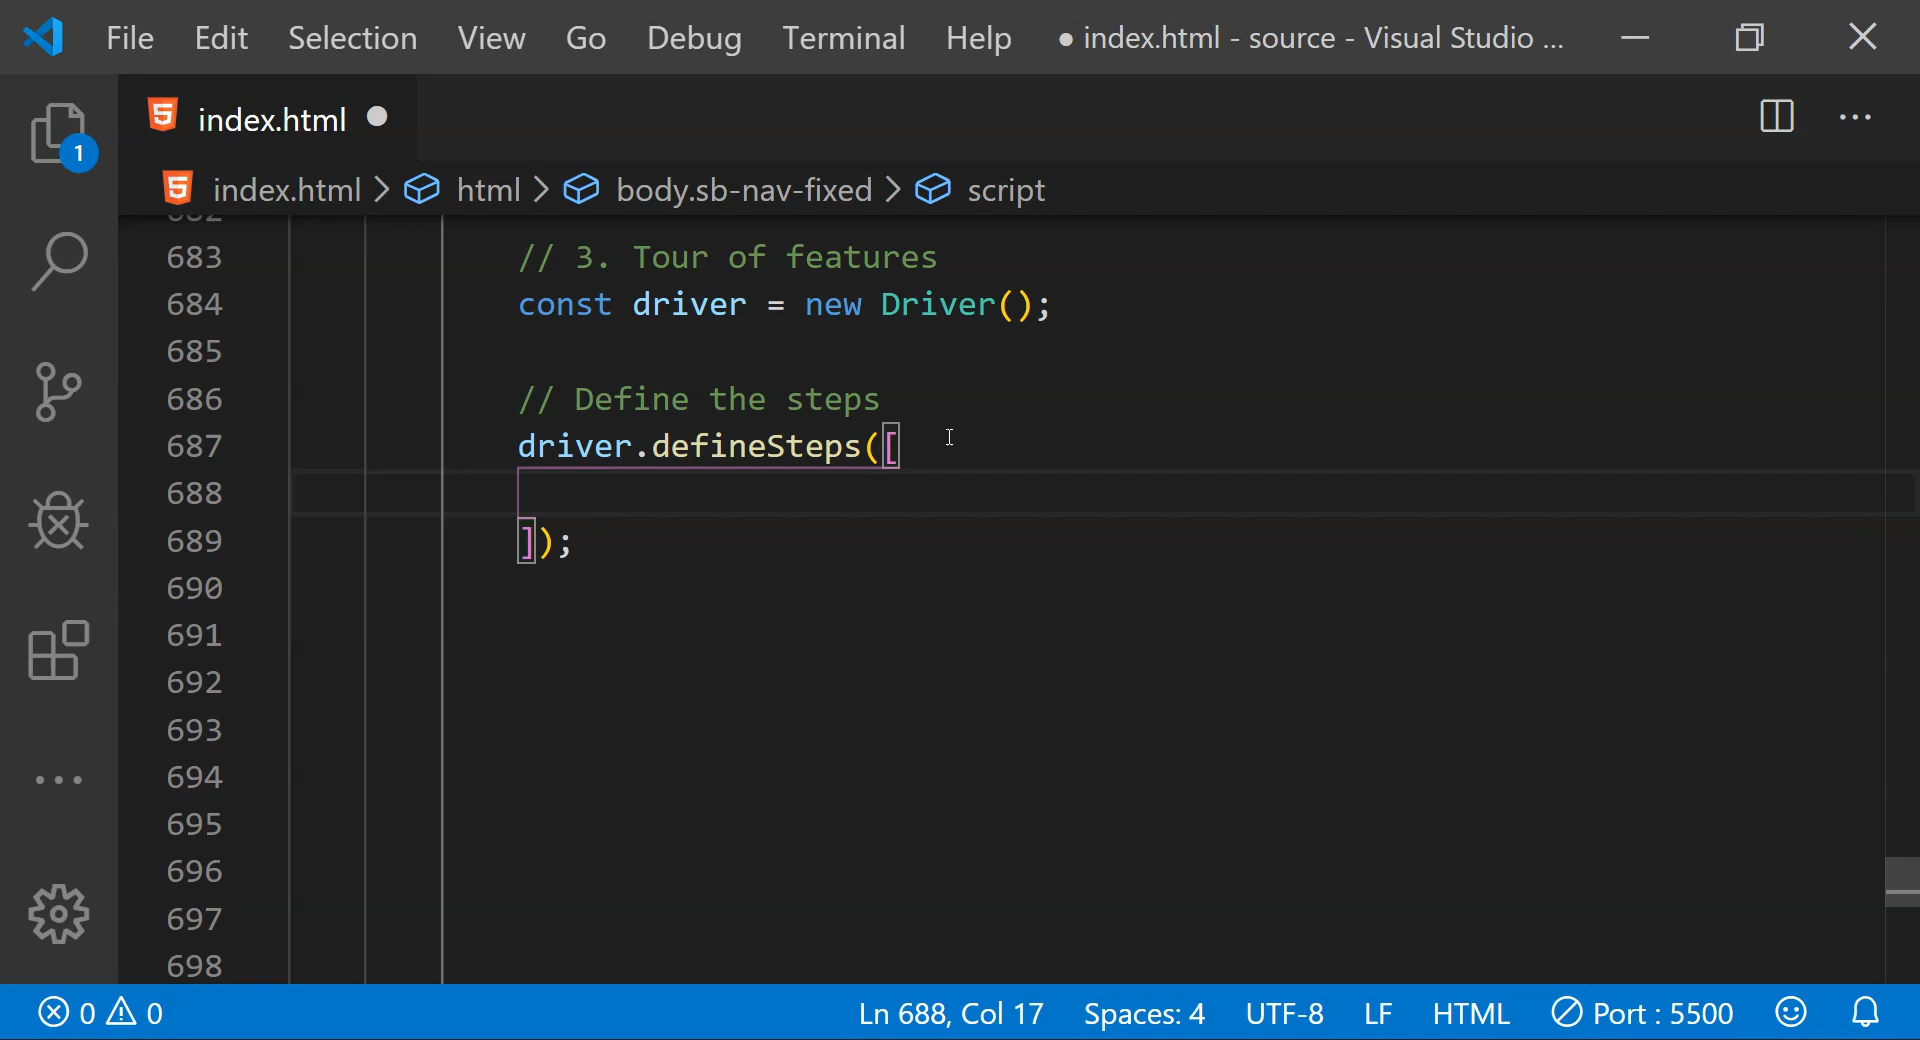 File Edit Selection View Go Debug Terminal Help ● index.html - source - Visual Studio ...
index.html
1
index.html > html > body.sb-nav-fixed > script
682
683 // 3. Tour of features
684 const driver = new Driver();
685
686 // Define the steps
687 driver.defineSteps([
688
689 ]);
690
691
692
693
694
695
696
697
698
0 0 Ln 688, Col 17 Spaces: 4 UTF-8 LF HTML Port : 5500